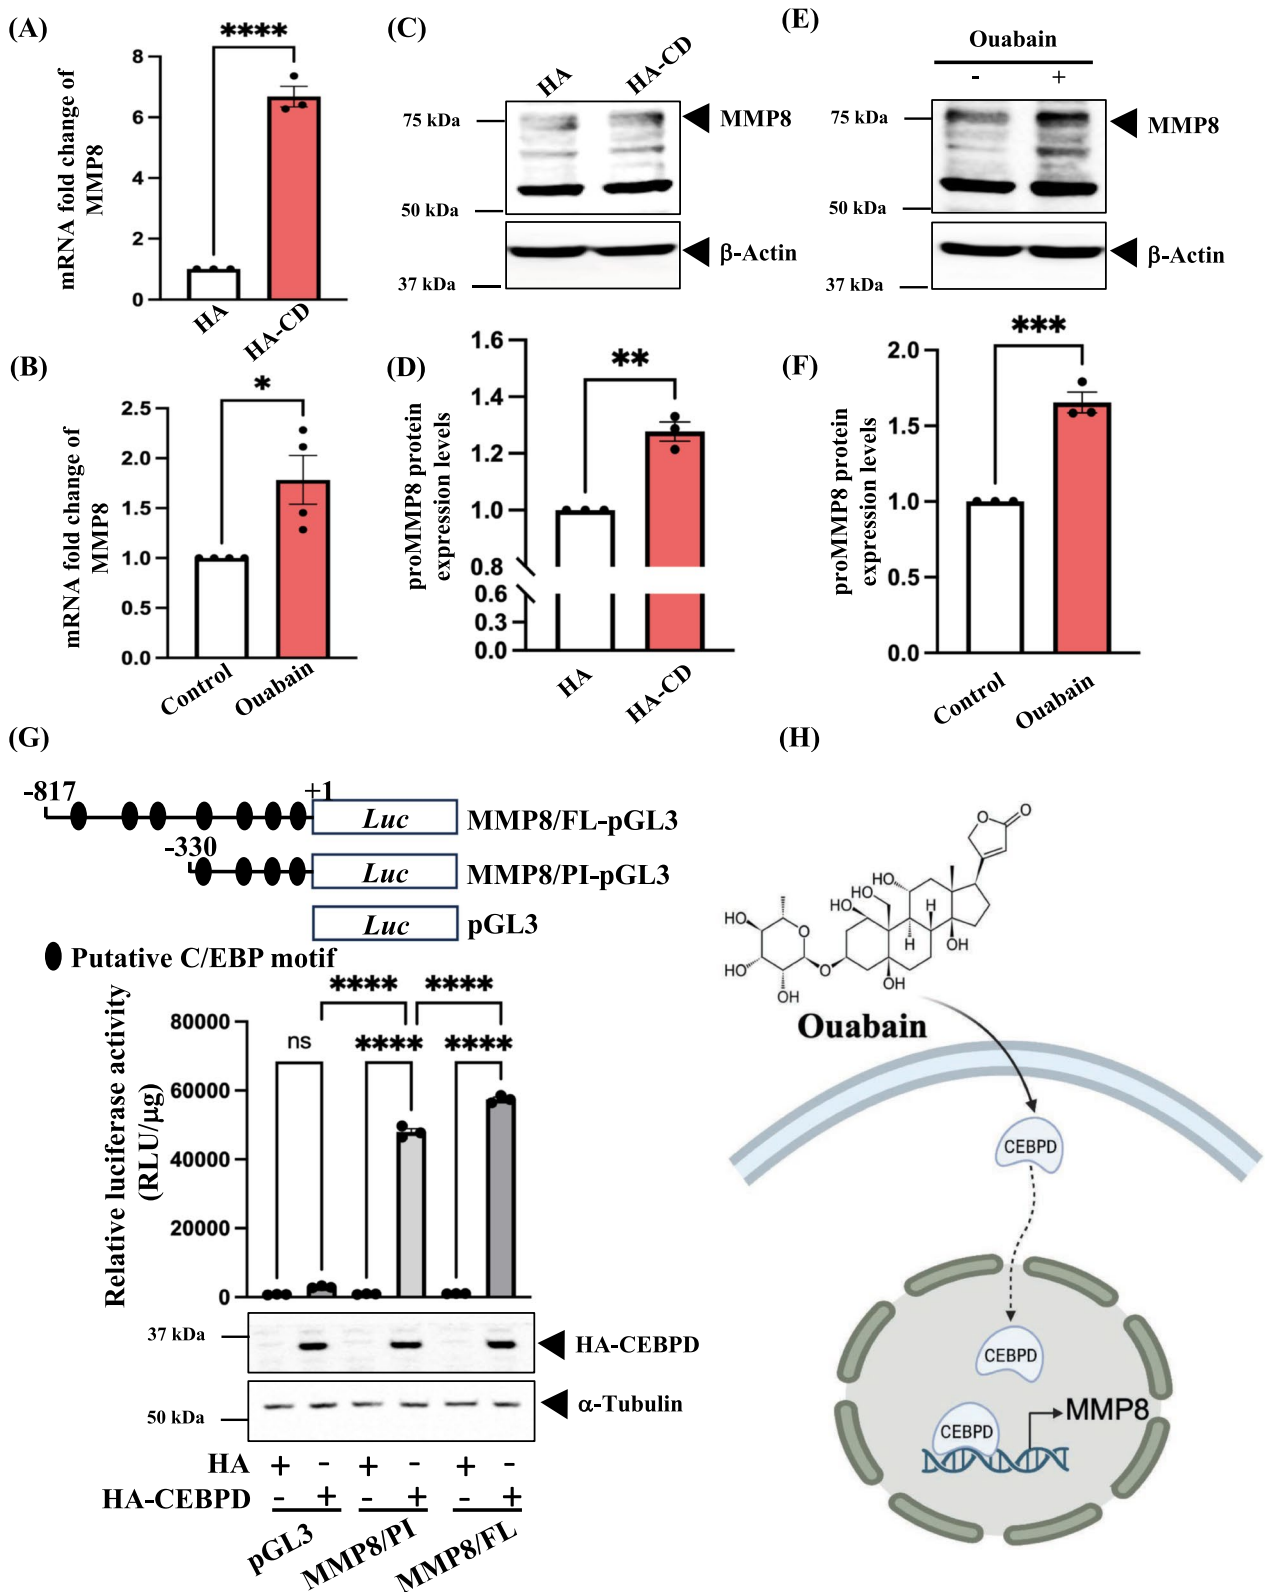 (A)
****
mRNA fold change of
MMP8
8
6
4
2
0
HA
HA-CD
(B)
*
mRNA fold change of
MMP8
2.5
2.0
1.5
1.0
0.5
0.0
Control
Ouabain
(C)
HA
HA-CD
75 kDa
MMP8
50 kDa
β-Actin
37 kDa
(D)
**
proMMP8 protein
expression levels
1.6
1.4
1.2
1.0
0.8
0.6
0.3
0.0
HA
HA-CD
(E)
Ouabain
- +
75 kDa
MMP8
50 kDa
β-Actin
37 kDa
(F)
***
proMMP8 protein
expression levels
2.0
1.5
1.0
0.5
0.0
Control
Ouabain
(G)
-817
+1
Luc
MMP8/FL-pGL3
-330
Luc
MMP8/PI-pGL3
Luc
pGL3
Putative C/EBP motif
**** ****
ns **** ****
Relative luciferase activity
(RLU/µg)
80000
60000
40000
20000
0
37 kDa
HA-CEBPD
α-Tubulin
50 kDa
HA + - + - + -
HA-CEBPD - + - + - +
pGL3
MMP8/PI
MMP8/FL
(H)
O
O
HO
HO
HO
H
H
OH
OH
HO
O
HO
O
OH
Ouabain
CEBPD
CEBPD
CEBPD
MMP8